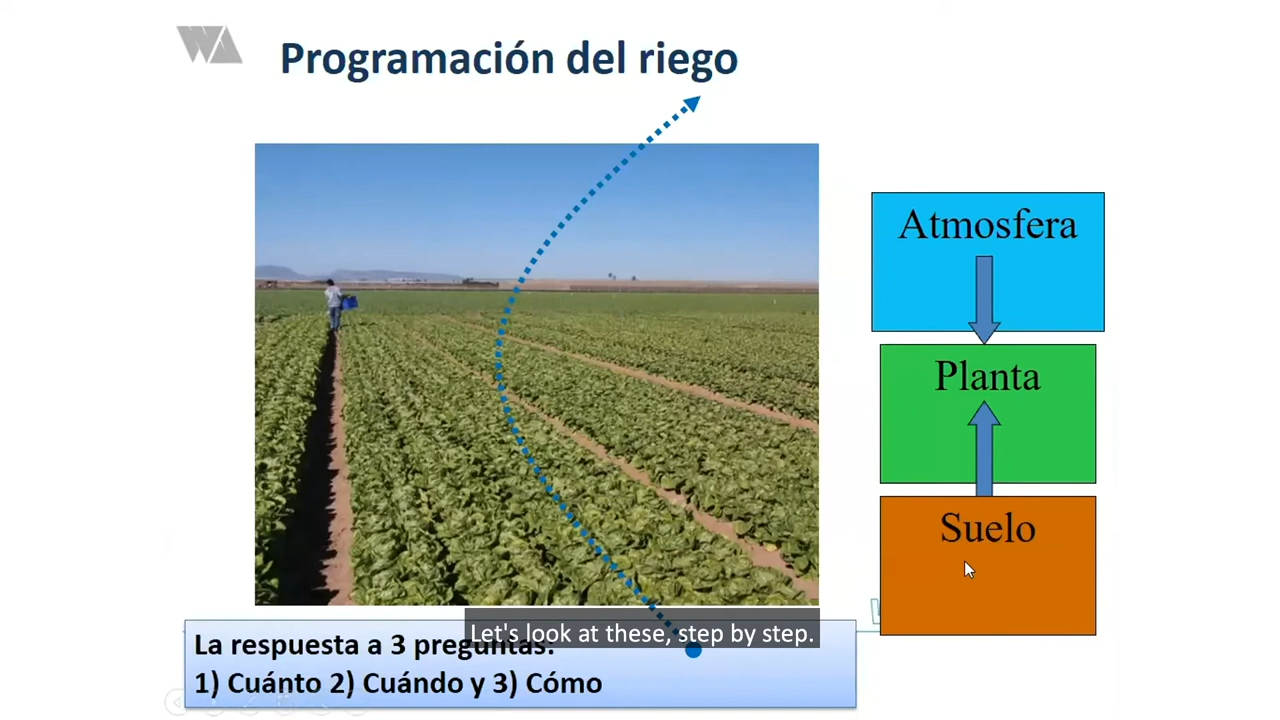 WA
Programación del riego
Atmosfera
Planta
Suelo
Let's look at these, step by step.
La respuesta a 3 preguntas:
1) Cuánto 2) Cuándo y 3) Cómo